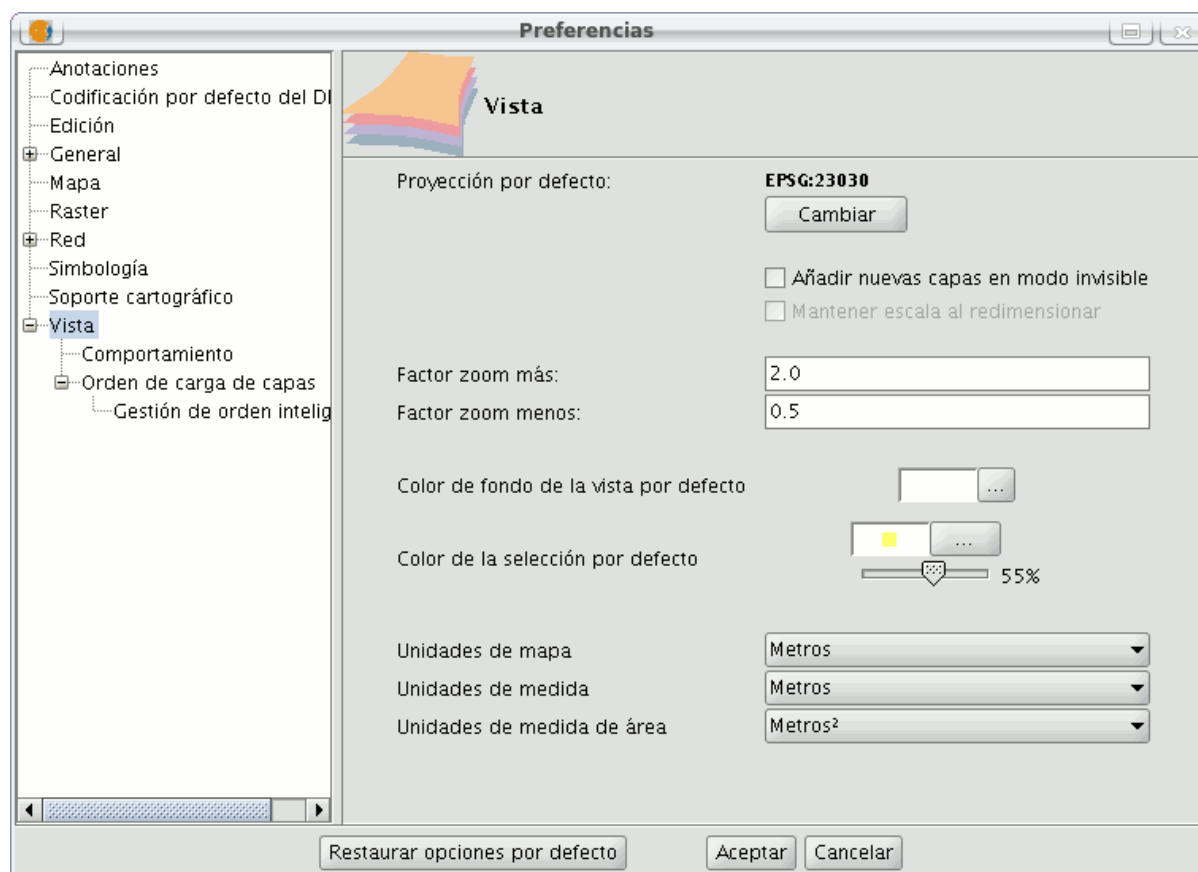 Preferencias
Anotaciones
Codificación por defecto del
Edición
General
Mapa
Raster
Red
Simbología
Soporte cartográfico
Vista
Comportamiento
Orden de carga de capas
Gestión de orden intelig
Vista
Proyección por defecto:
EPSG:23030
Cambiar
Añadir nuevas capas en modo invisible
Mantener escala al redimensionar
Factor zoom más:
2.0
Factor zoom menos:
0.5
Color de fondo de la vista por defecto
...
Color de la selección por defecto
...
55%
Unidades de mapa
Metros
Unidades de medida
Metros
Unidades de medida de área
Metros²
Restaurar opciones por defecto
Aceptar
Cancelar